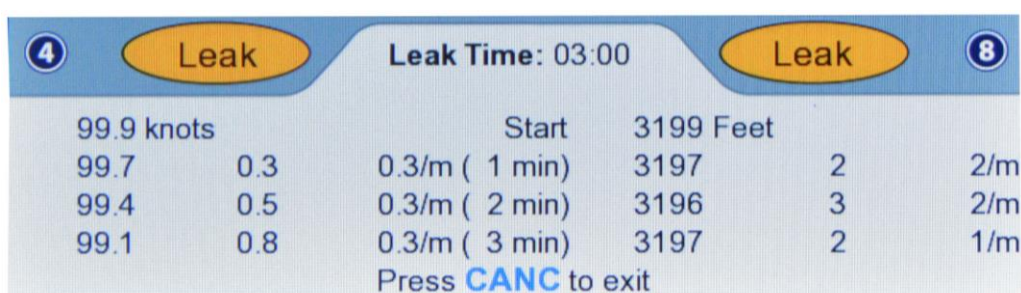 4 Leak Leak Time: 03:00 Leak 8
99.9 knots Start 3199 Feet
99.7 0.3 0.3/m ( 1 min) 3197 2 2/m
99.4 0.5 0.3/m ( 2 min) 3196 3 2/m
99.1 0.8 0.3/m ( 3 min) 3197 2 1/m
Press CANC to exit